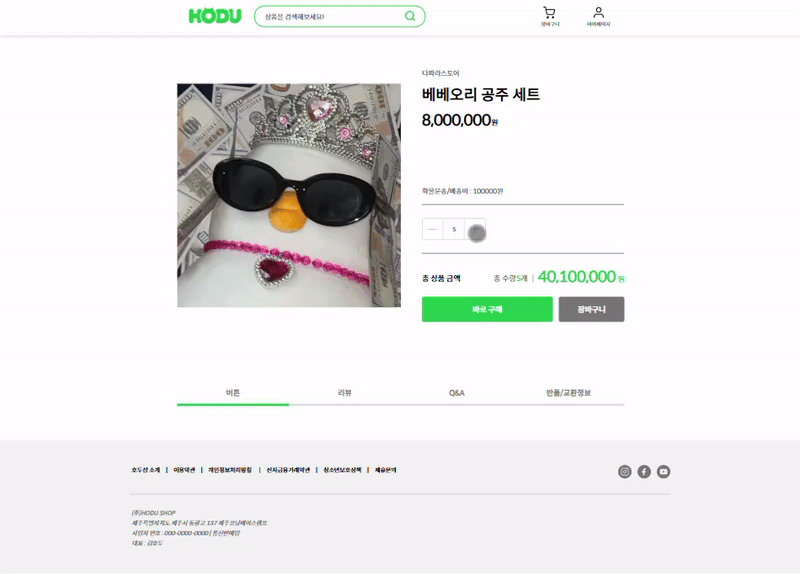 HODU
상품을 검색해보세요!
장바구니
마이페이지
디파라스도어
베베오리 공주 세트
8,000,000원
화물운송/배송비 : 100000원
5
총 상품 금액
총 수량 5개 | 40,100,000 원
바로 구매
장바구니
버튼
리뷰
Q&A
반품/교환정보
호두샵 소개 | 이용약관 | 개인정보처리방침 | 전자금융거래약관 | 청소년보호정책 | 제휴문의
(주)HODU SHOP
제주특별자치도 제주시 동광고 137 제주코딩베이스캠프
사업자 번호 : 000-0000-0000 | 통신판매업
대표 : 김호두